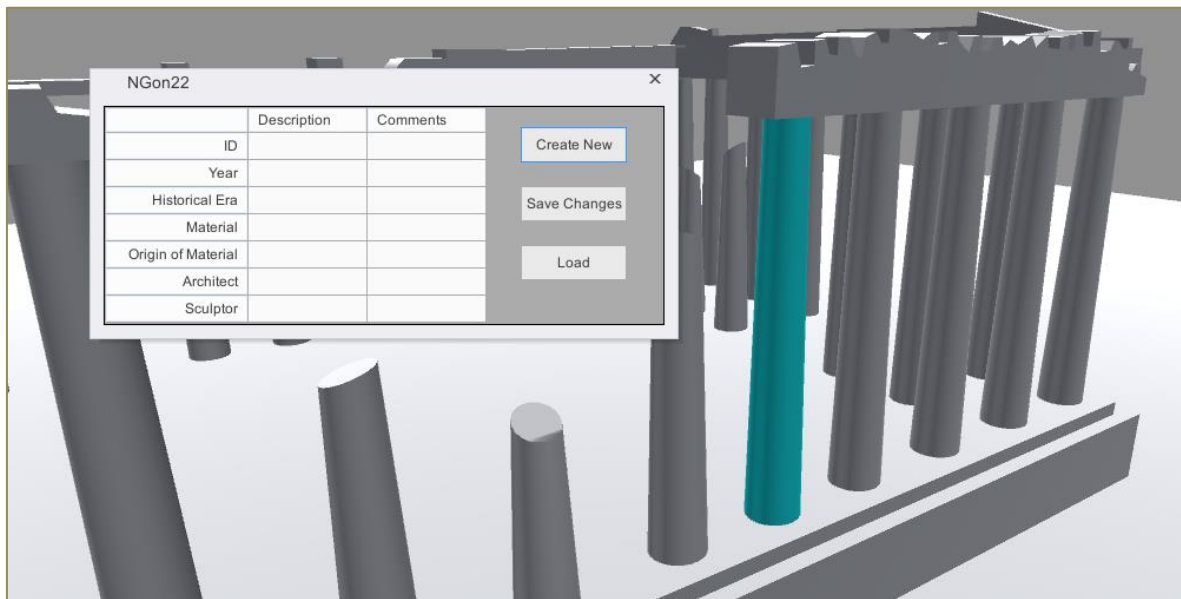 NGon22
Description Comments
ID
Year
Historical Era
Material
Origin of Material
Architect
Sculptor
Create New
Save Changes
Load